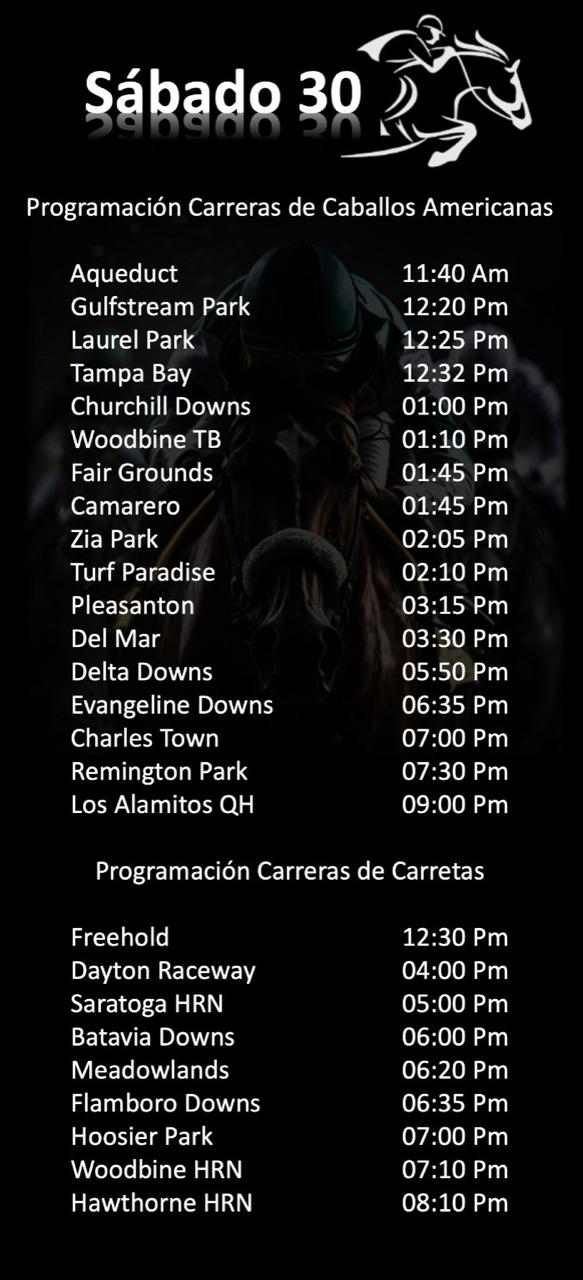 Sábado 30
Programación Carreras de Caballos Americanas
Aqueduct 11:40 Am
Gulfstream Park 12:20 Pm
Laurel Park 12:25 Pm
Tampa Bay 12:32 Pm
Churchill Downs 01:00 Pm
Woodbine TB 01:10 Pm
Fair Grounds 01:45 Pm
Camarero 01:45 Pm
Zia Park 02:05 Pm
Turf Paradise 02:10 Pm
Pleasanton 03:15 Pm
Del Mar 03:30 Pm
Delta Downs 05:50 Pm
Evangeline Downs 06:35 Pm
Charles Town 07:00 Pm
Remington Park 07:30 Pm
Los Alamitos QH 09:00 Pm
Programación Carreras de Carretas
Freehold 12:30 Pm
Dayton Raceway 04:00 Pm
Saratoga HRN 05:00 Pm
Batavia Downs 06:00 Pm
Meadowlands 06:20 Pm
Flamboro Downs 06:35 Pm
Hoosier Park 07:00 Pm
Woodbine HRN 07:10 Pm
Hawthorne HRN 08:10 Pm